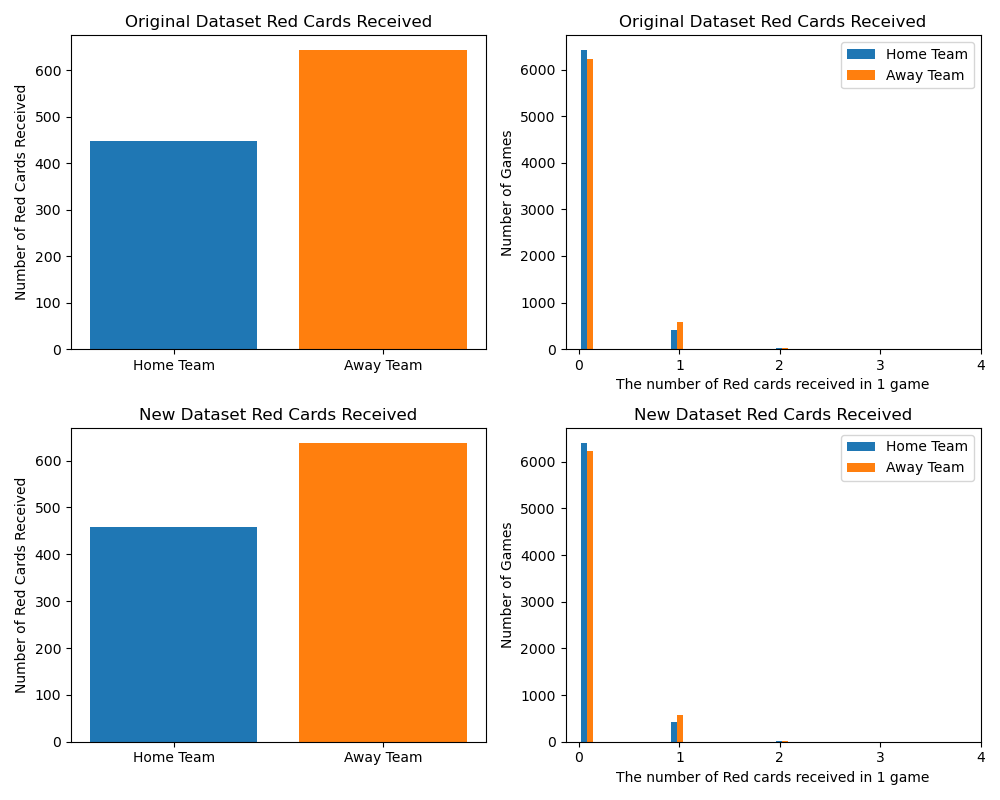 Original Dataset Red Cards Received
Number of Red Cards Received
600
500
400
300
200
100
0
Home Team
Away Team
Original Dataset Red Cards Received
Number of Games
6000
5000
4000
3000
2000
1000
0
Home Team
Away Team
0
1
2
3
4
The number of Red cards received in 1 game
New Dataset Red Cards Received
Number of Red Cards Received
600
500
400
300
200
100
0
Home Team
Away Team
New Dataset Red Cards Received
Number of Games
6000
5000
4000
3000
2000
1000
0
Home Team
Away Team
0
1
2
3
4
The number of Red cards received in 1 game